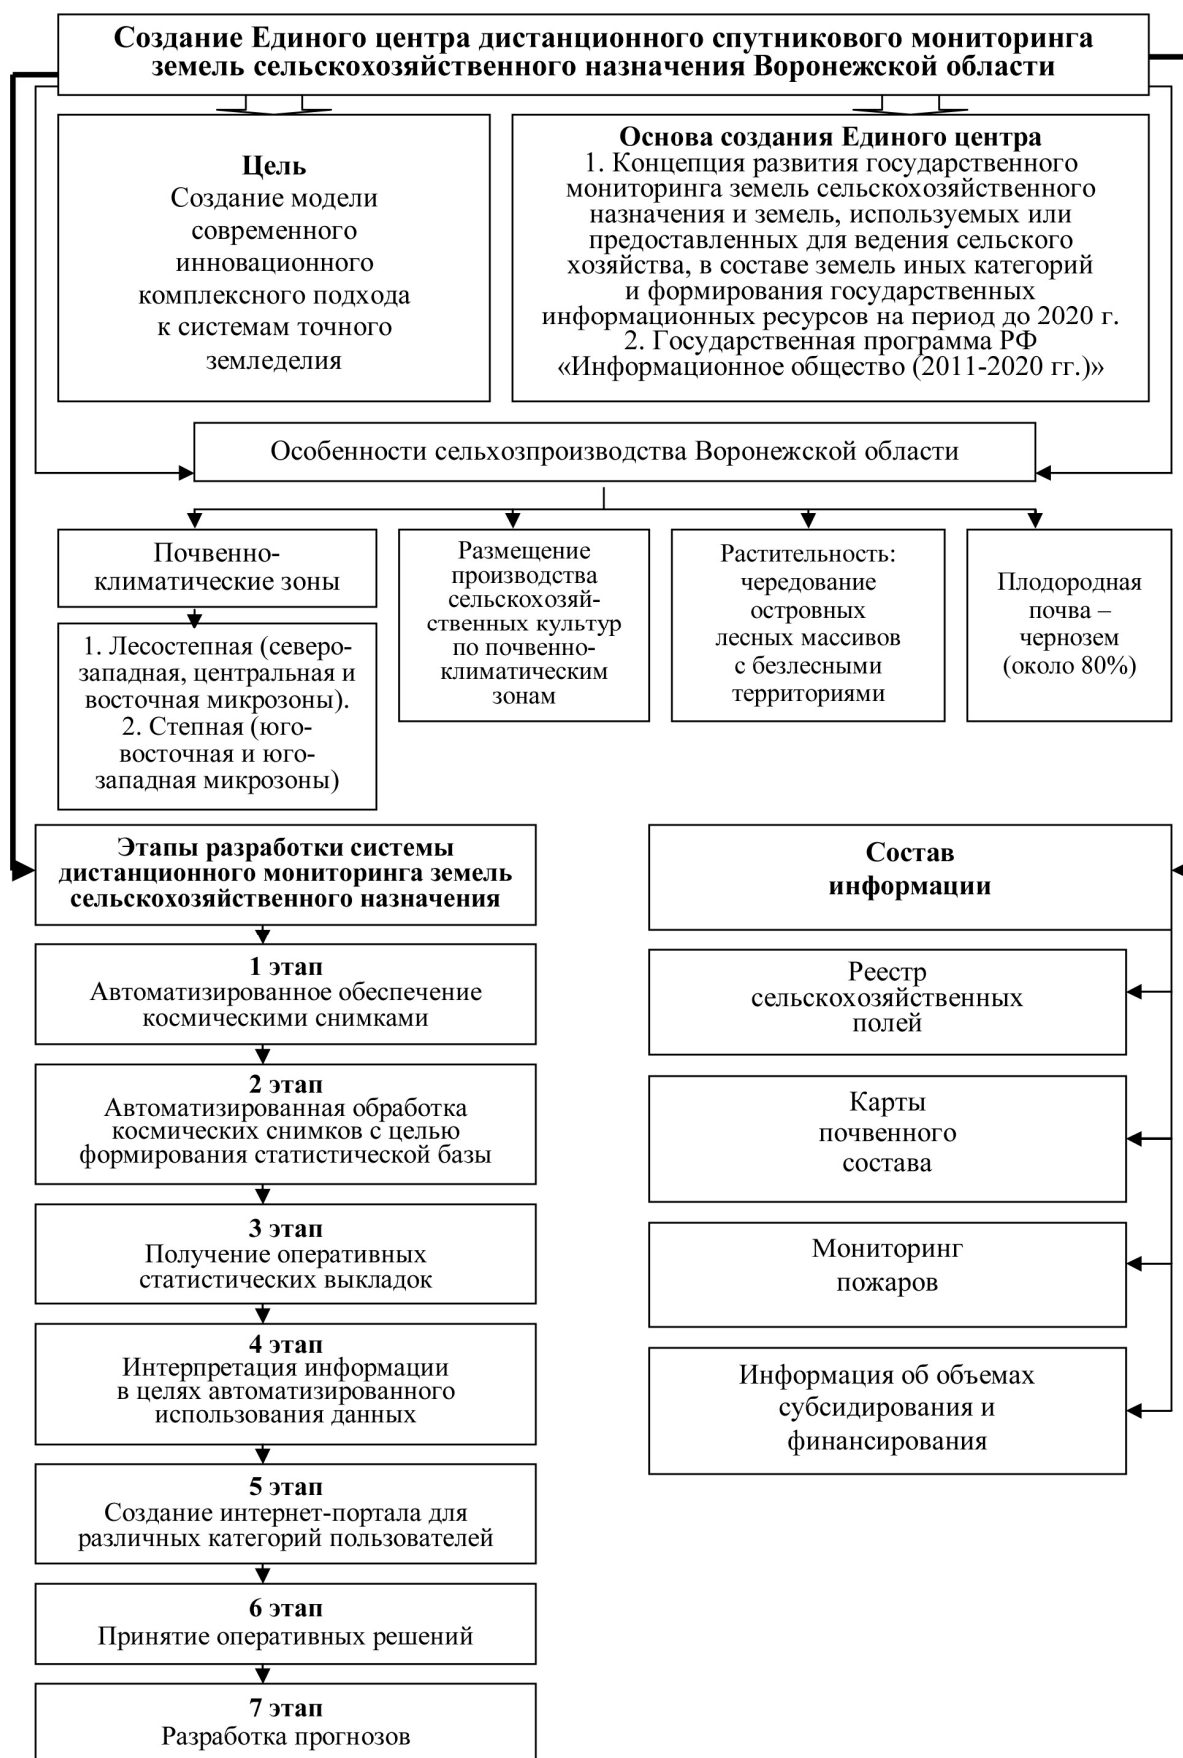 Создание Единого центра дистанционного спутникового мониторинга
земель сельскохозяйственного назначения Воронежской области
Цель
Создание модели
современного
инновационного
комплексного подхода
к системам точного
земледелия
Основа создания Единого центра
1. Концепция развития государственного
мониторинга земель сельскохозяйственного
назначения и земель, используемых или
предоставленных для ведения сельского
хозяйства, в составе земель иных категорий
и формирования государственных
информационных ресурсов на период до 2020 г.
2. Государственная программа РФ
«Информационное общество (2011-2020 гг.)»
Особенности сельхозпроизводства Воронежской области
Почвенно-
климатические зоны
1. Лесостепная (северо-
западная, центральная и
восточная микрозоны).
2. Степная (юго-
восточная и юго-
западная микрозоны)
Размещение
производства
сельскохозяй-
ственных культур
по почвенно-
климатическим
зонам
Растительность:
чередование
островных
лесных массивов
с безлесными
территориями
Плодородная
почва –
чернозем
(около 80%)
Этапы разработки системы
дистанционного мониторинга земель
сельскохозяйственного назначения
1 этап
Автоматизированное обеспечение
космическими снимками
2 этап
Автоматизированная обработка
космических снимков с целью
формирования статистической базы
3 этап
Получение оперативных
статистических выкладок
4 этап
Интерпретация информации
в целях автоматизированного
использования данных
5 этап
Создание интернет-портала для
различных категорий пользователей
6 этап
Принятие оперативных решений
7 этап
Разработка прогнозов
Состав
информации
Реестр
сельскохозяйственных
полей
Карты
почвенного
состава
Мониторинг
пожаров
Информация об объемах
субсидирования и
финансирования